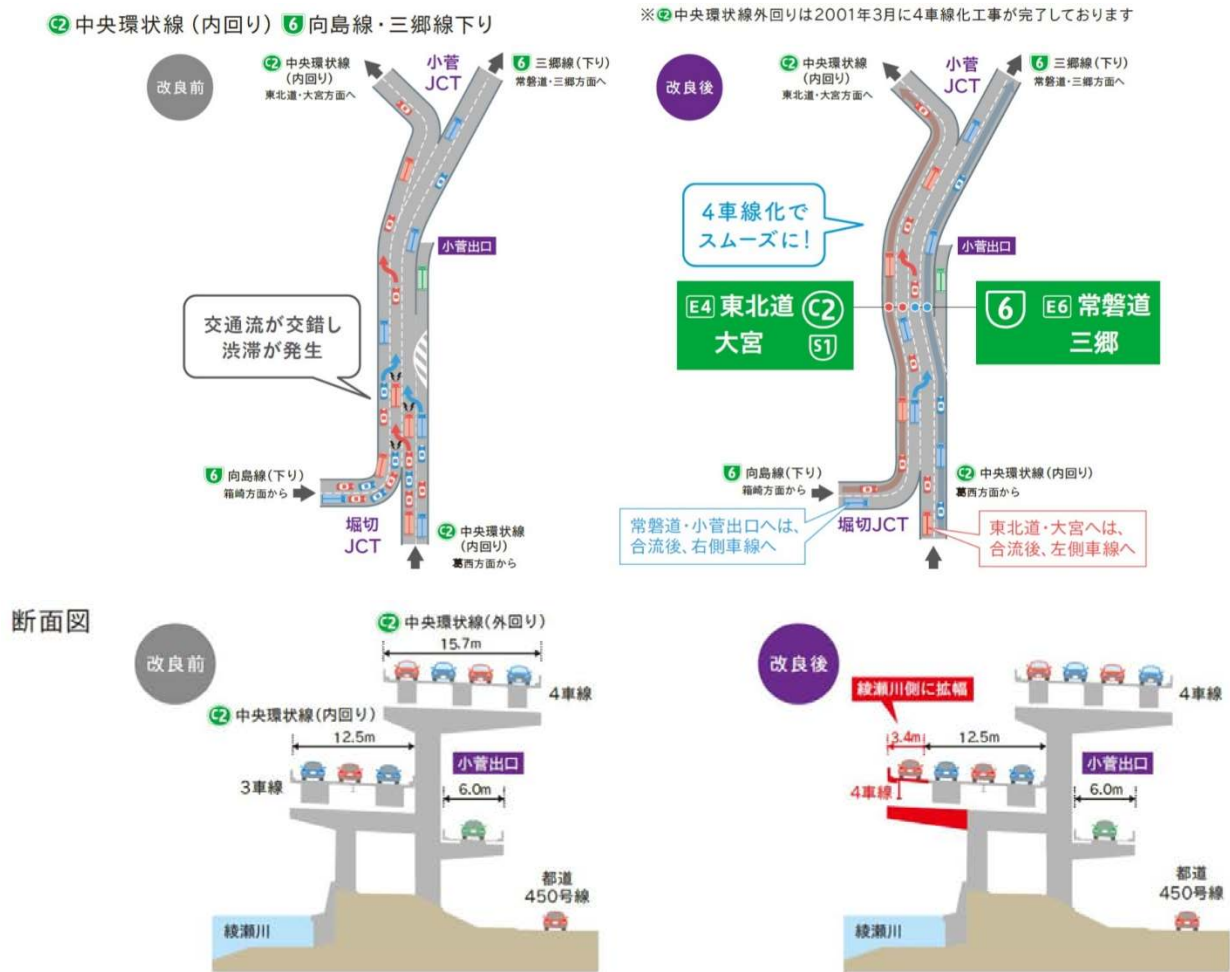 C2 中央環状線(内回り) 6 向島線・三郷線下り
※C2中央環状線外回りは2001年3月に4車線化工事が完了しております
改良前
C2 中央環状線
(内回り)
東北道・大宮方面へ
小菅
JCT
6 三郷線(下り)
常磐道・三郷方面へ
小菅出口
交通流が交錯し
渋滞が発生
6 向島線(下り)
箱崎方面から
堀切
JCT
C2 中央環状線
(内回り)
葛西方面から
改良後
C2 中央環状線
(内回り)
東北道・大宮方面へ
小菅
JCT
6 三郷線(下り)
常磐道・三郷方面へ
4車線化で
スムーズに!
小菅出口
E4 東北道 C2
大宮 S1
6 E6 常磐道
三郷
6 向島線(下り)
箱崎方面から
C2 中央環状線(内回り)
葛西方面から
常磐道・小菅出口へは、
合流後、右側車線へ
堀切JCT
東北道・大宮へは、
合流後、左側車線へ
断面図
改良前
C2 中央環状線(外回り)
15.7m
4車線
C2 中央環状線(内回り)
12.5m
3車線
小菅出口
6.0m
都道
450号線
綾瀬川
改良後
綾瀬川側に拡幅
4車線
3.4m
12.5m
4車線
小菅出口
6.0m
都道
450号線
綾瀬川